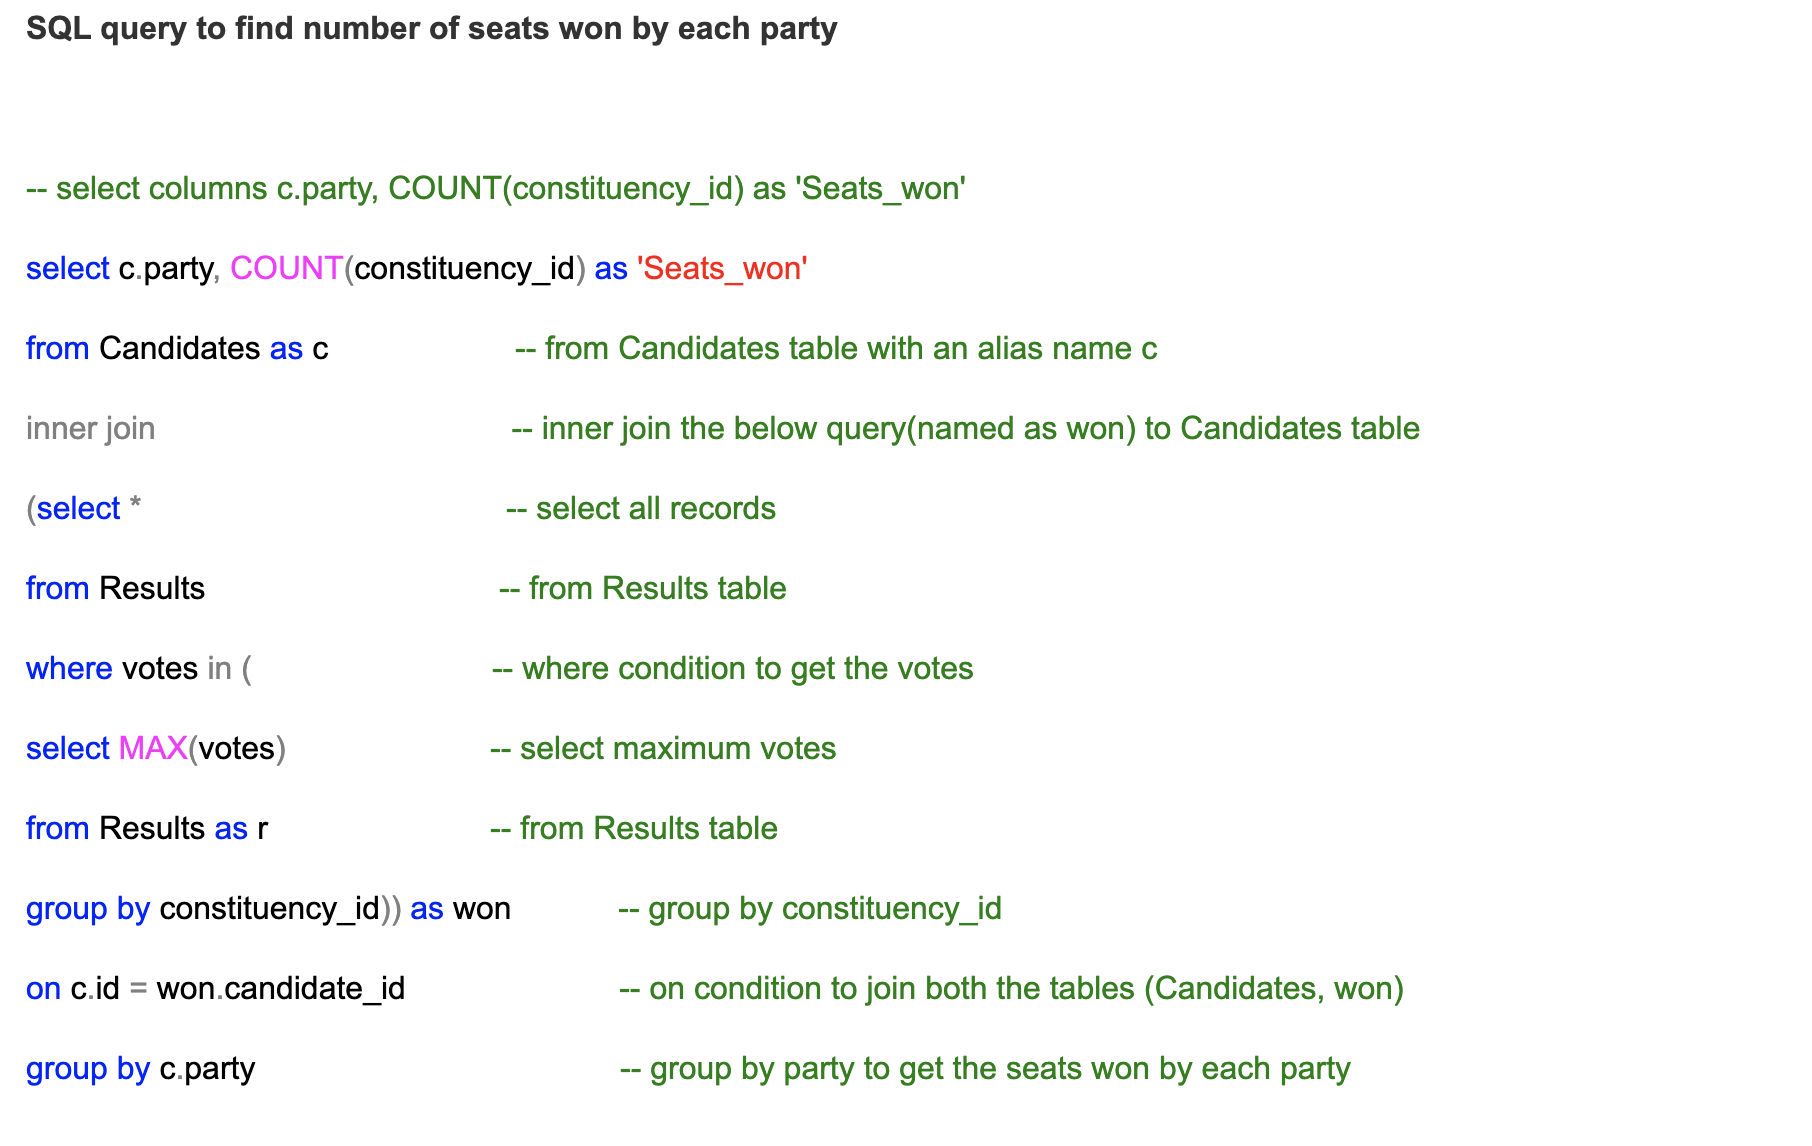 SQL query to find number of seats won by each party
-- select columns c.party, COUNT(constituency_id) as 'Seats_won'
select c.party, COUNT(constituency_id) as 'Seats_won'
from Candidates as c -- from Candidates table with an alias name c
inner join -- inner join the below query(named as won) to Candidates table
(select * -- select all records
from Results -- from Results table
where votes in ( -- where condition to get the votes
select MAX(votes) -- select maximum votes
from Results as r -- from Results table
group by constituency_id)) as won -- group by constituency_id
on c.id = won.candidate_id -- on condition to join both the tables (Candidates, won)
group by c.party -- group by party to get the seats won by each party